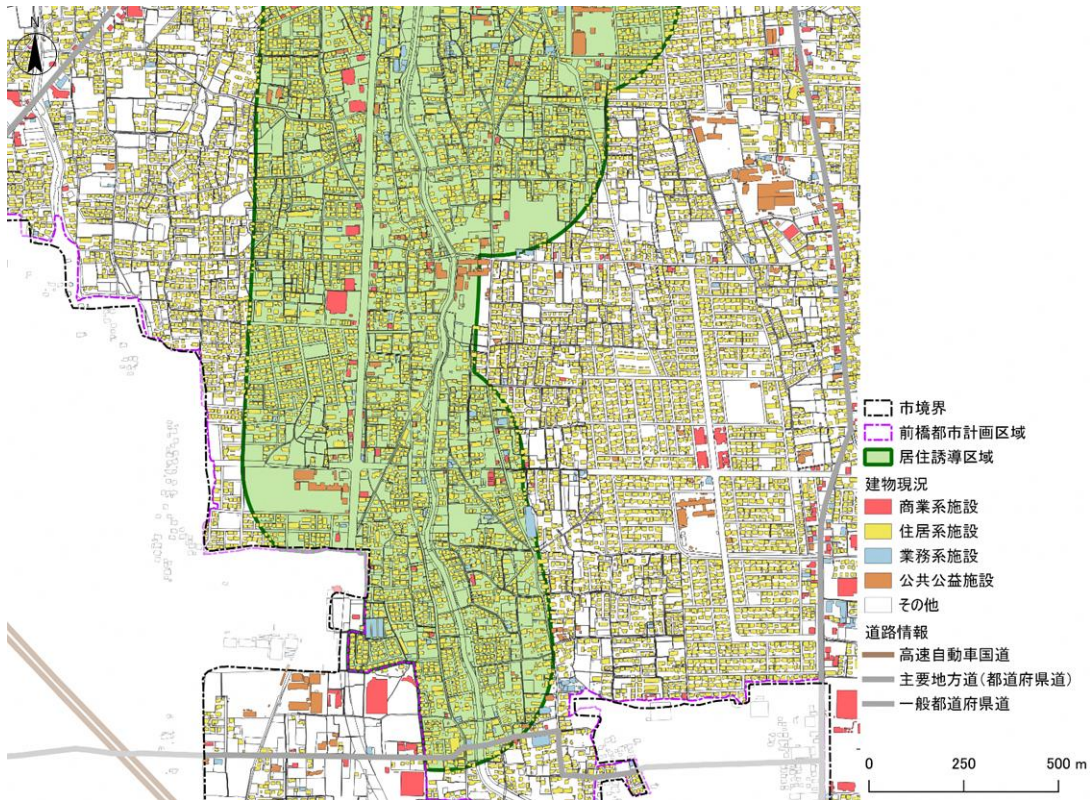 N
市境界
前橋都市計画区域
居住誘導区域
建物現況
商業系施設
住居系施設
業務系施設
公共公益施設
その他
道路情報
高速自動車国道
主要地方道(都道府県道)
一般都道府県道
0 250 500 m